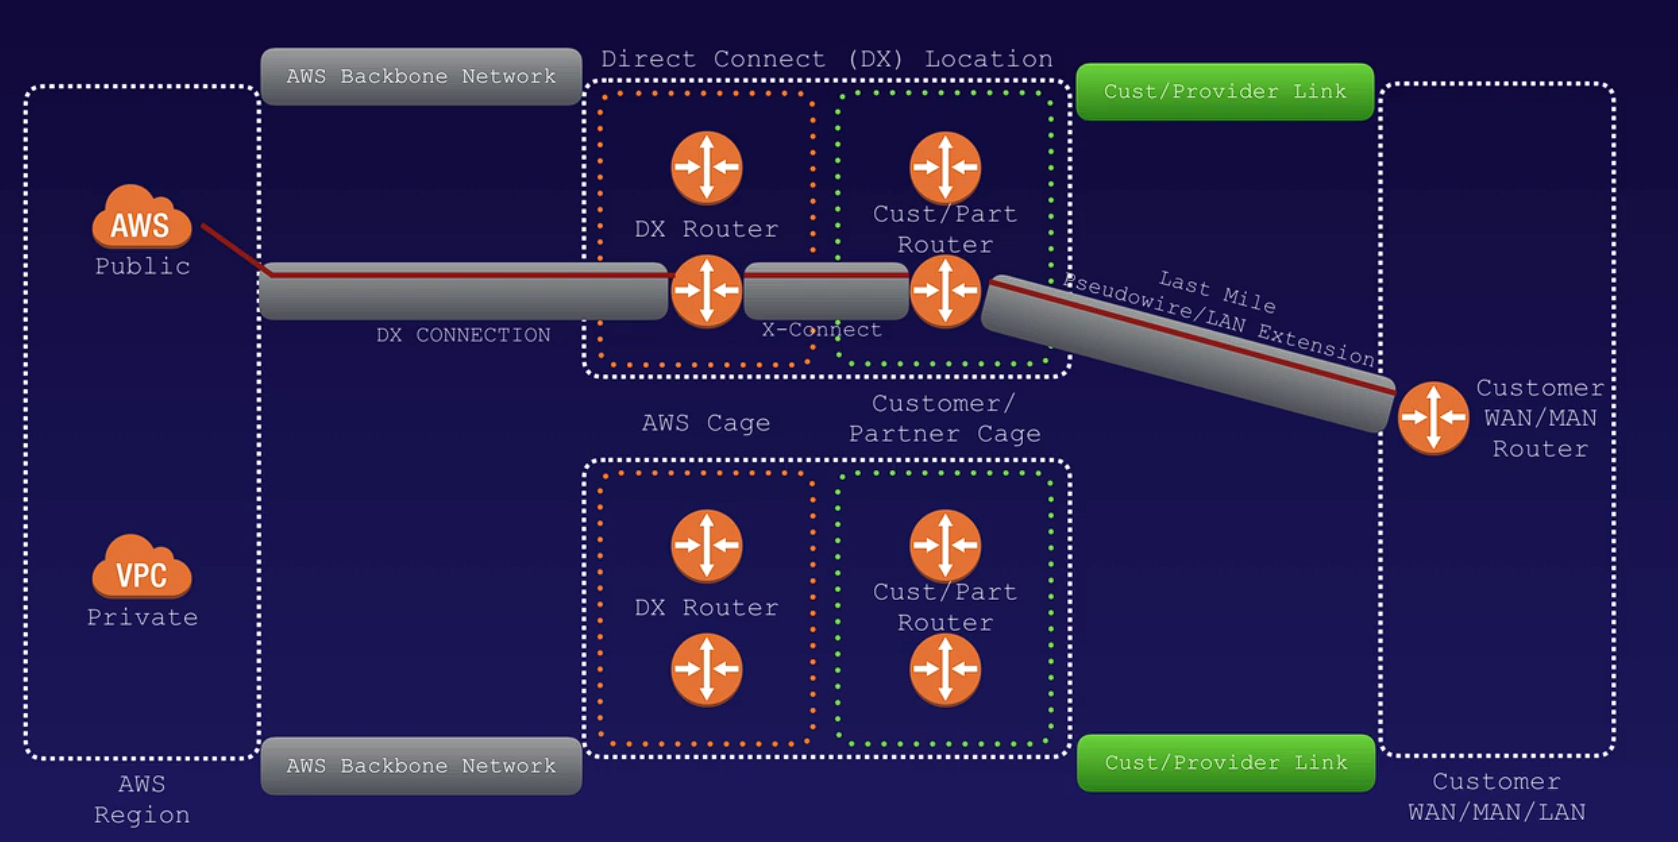 Direct Connect (DX) Location
AWS Backbone Network
Cust/Provider Link
AWS
Public
DX Router
Cust/Part
Router
DX CONNECTION
X-Connect
Last Mile
Pseudowire/LAN Extension
Customer
WAN/MAN
Router
AWS Cage
Customer/
Partner Cage
VPC
Private
DX Router
Cust/Part
Router
AWS Backbone Network
Cust/Provider Link
AWS
Region
Customer
WAN/MAN/LAN